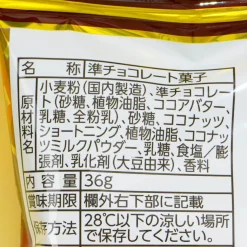 名称 準チョコレート菓子
原材料名 小麦粉(国内製造)、準チョコレー
ト(砂糖、植物油脂、ココアバター、
乳糖、全粉乳)、砂糖、ココナッツ、
ショートニング、植物油脂、ココナッ
ツミルクパウダー、乳糖、食塩／膨
張剤、乳化剤(大豆由来)、香料
内容量 36g
賞味期限 欄外右下部に記載
保存方法 28℃以下の涼しい場所
で保存してください。